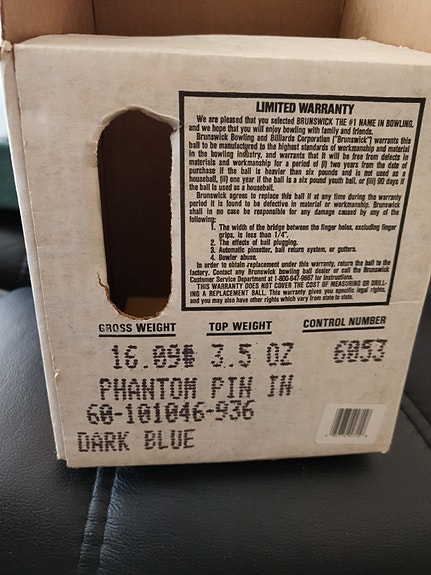 LIMITED WARRANTY
We are pleased that you selected BRUNSWICK THE #1 NAME IN BOWLING,
and we hope that you will enjoy bowling with family and friends.
Brunswick Bowling and Billiards Corporation ("Brunswick") warrants this
ball to be manufactured to the highest standards of workmanship and material
in the bowling industry, and warrants that it will be free from defects in
materials and workmanship for a period of (i) two years from the date of
purchase if the ball is heavier than six pounds and is not used as a
houseball, (ii) one year if the ball is a six pound youth ball, or (iii) 90 days if
the ball is used as a houseball.
Brunswick agrees to replace this ball if at any time during the warranty
period it is found to be defective in material or workmanship. Brunswick
shall in no case be responsible for any damage caused by any of the
following:
1. The width of the bridge between the finger holes, excluding finger
grips, is less than 1/4".
2. The effects of ball plugging.
3. Automatic pinsetter, ball return system, or gutters.
4. Bowler abuse.
In order to obtain replacement under this warranty, return the ball to the
factory. Contact any Brunswick bowling ball dealer or call the Brunswick
Customer Service Department at 1-800-647-9667 for instructions.
THIS WARRANTY DOES NOT COVER THE COST OF MEASURING OR DRILL-
ING A REPLACEMENT BALL. This warranty gives you specific legal rights,
and you may also have other rights which vary from state to state.
GROSS WEIGHT TOP WEIGHT CONTROL NUMBER
16.09# 3.5 OZ 6053
PHANTOM PIN IN
60-101046-936
DARK BLUE